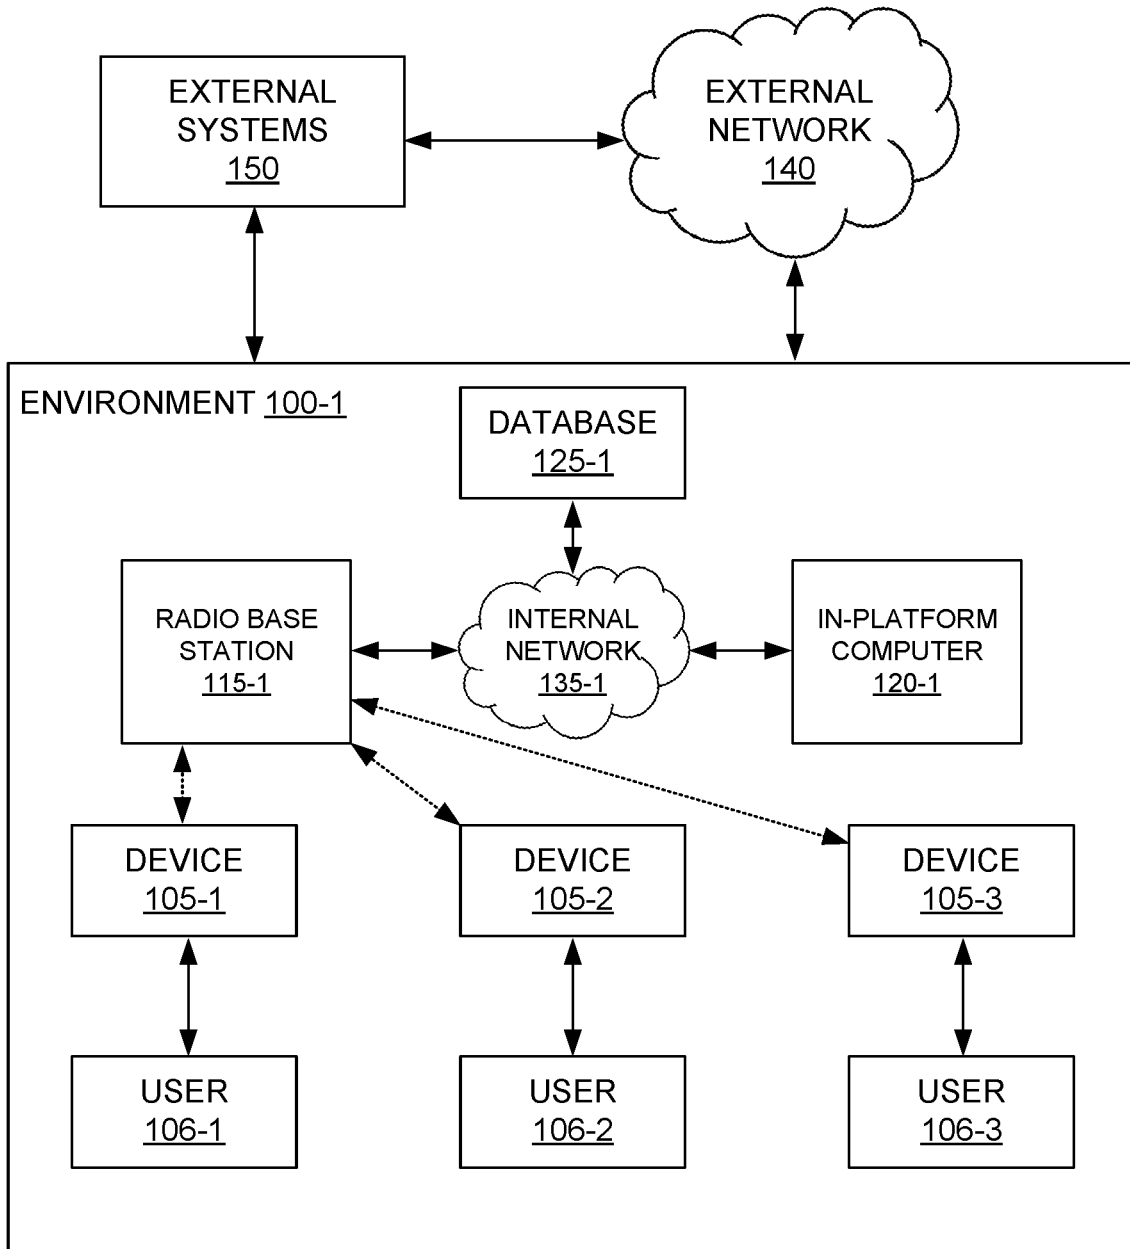 EXTERNAL
SYSTEMS
150
EXTERNAL
NETWORK
140
ENVIRONMENT 100-1
DATABASE
125-1
RADIO BASE
STATION
115-1
INTERNAL
NETWORK
135-1
IN-PLATFORM
COMPUTER
120-1
DEVICE
105-1
DEVICE
105-2
DEVICE
105-3
USER
106-1
USER
106-2
USER
106-3